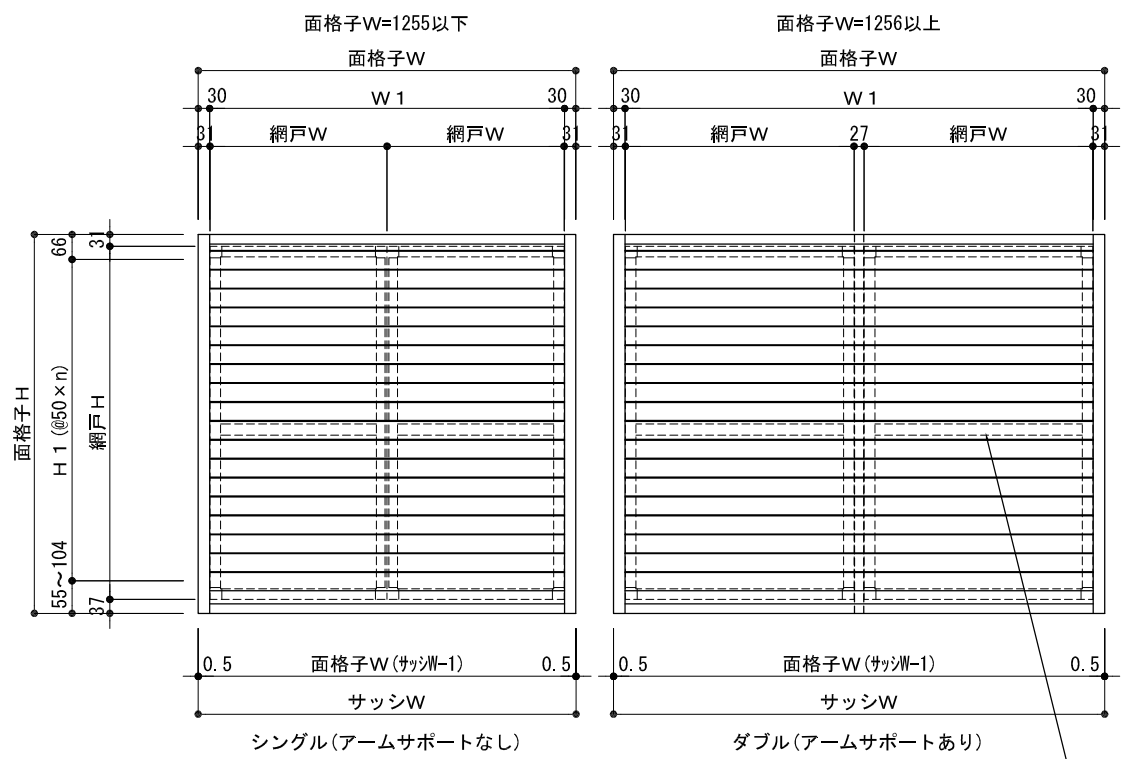 面格子W=1255以下
面格子W=1256以上
面格子W
面格子W
30
W1
30
30
W1
30
31
網戸W
網戸W
31
31
網戸W
27
網戸W
31
66
31
面格子H
H1(@50×n)
網戸H
55〜104
37
0.5
面格子W(サッシW-1)
0.5
0.5
面格子W(サッシW-1)
0.5
サッシW
サッシW
シングル(アームサポートなし)
ダブル(アームサポートあり)